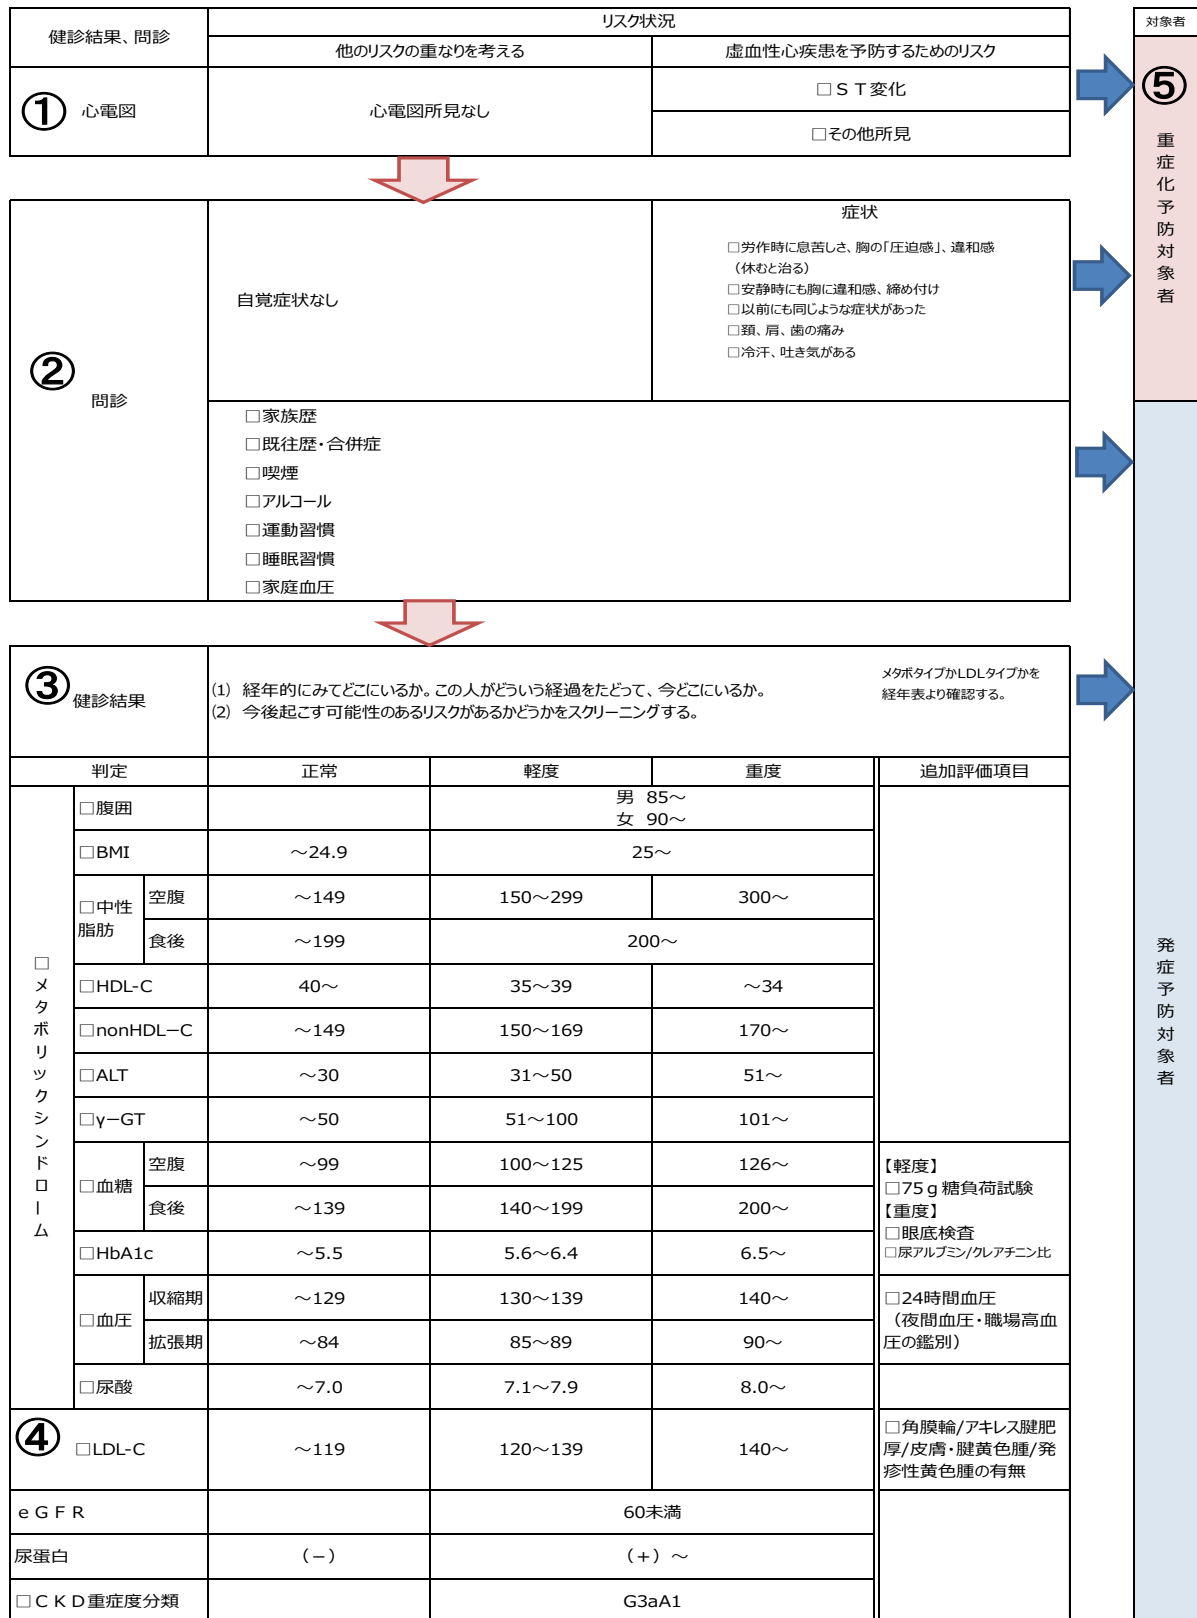 健診結果、問診
リスク状況
対象者
他のリスクの重なりを考える
虚血性心疾患を予防するためのリスク
① 心電図
心電図所見なし
□ＳＴ変化
□その他所見
⑤
重症化予防対象者
② 問診
自覚症状なし
症状
□労作時に息苦しさ、胸の「圧迫感」、違和感
（休むと治る）
□安静時にも胸に違和感、締め付け
□以前にも同じような症状があった
□頚、肩、歯の痛み
□冷汗、吐き気がある
□家族歴
□既往歴・合併症
□喫煙
□アルコール
□運動習慣
□睡眠習慣
□家庭血圧
発症予防対象者
③ 健診結果
⑴ 経年的にみてどこにいるか。この人がどういう経過をたどって、今どこにいるか。
⑵ 今後起こす可能性のあるリスクがあるかどうかをスクリーニングする。
メタボタイプかLDLタイプかを
経年表より確認する。
判定 正常 軽度 重度 追加評価項目
□メタボリックシンドローム
□腹囲 男 85～
女 90～
□BMI ～24.9 25～
□中性脂肪 空腹 ～149 150～299 300～
食後 ～199 200～
□HDL-C 40～ 35～39 ～34
□nonHDL－C ～149 150～169 170～
□ALT ～30 31～50 51～
□γ－GT ～50 51～100 101～
□血糖 空腹 ～99 100～125 126～
食後 ～139 140～199 200～
□HbA1c ～5.5 5.6～6.4 6.5～
【軽度】
□75ｇ糖負荷試験
【重度】
□眼底検査
□尿アルブミン/クレアチニン比
□血圧 収縮期 ～129 130～139 140～
拡張期 ～84 85～89 90～
□24時間血圧
（夜間血圧・職場高血
圧の鑑別）
□尿酸 ～7.0 7.1～7.9 8.0～
④ □LDL-C ～119 120～139 140～
□角膜輪/アキレス腱肥
厚/皮膚・腱黄色腫/発
疹性黄色腫の有無
ｅＧＦＲ 60未満
尿蛋白 （－） （+）～
□ＣＫＤ重症度分類 G3aA1